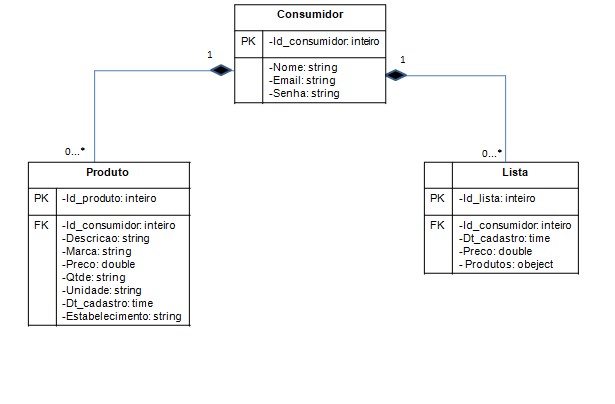 Consumidor
PK -Id_consumidor: inteiro
-Nome: string
-Email: string
-Senha: string
1
1
0...*
0...*
Produto
PK -Id_produto: inteiro
FK -Id_consumidor: inteiro
-Descricao: string
-Marca: string
-Preco: double
-Qtde: string
-Unidade: string
-Dt_cadastro: time
-Estabelecimento: string
Lista
PK -Id_lista: inteiro
FK -Id_consumidor: inteiro
-Dt_cadastro: time
-Preco: double
- Produtos: obeject